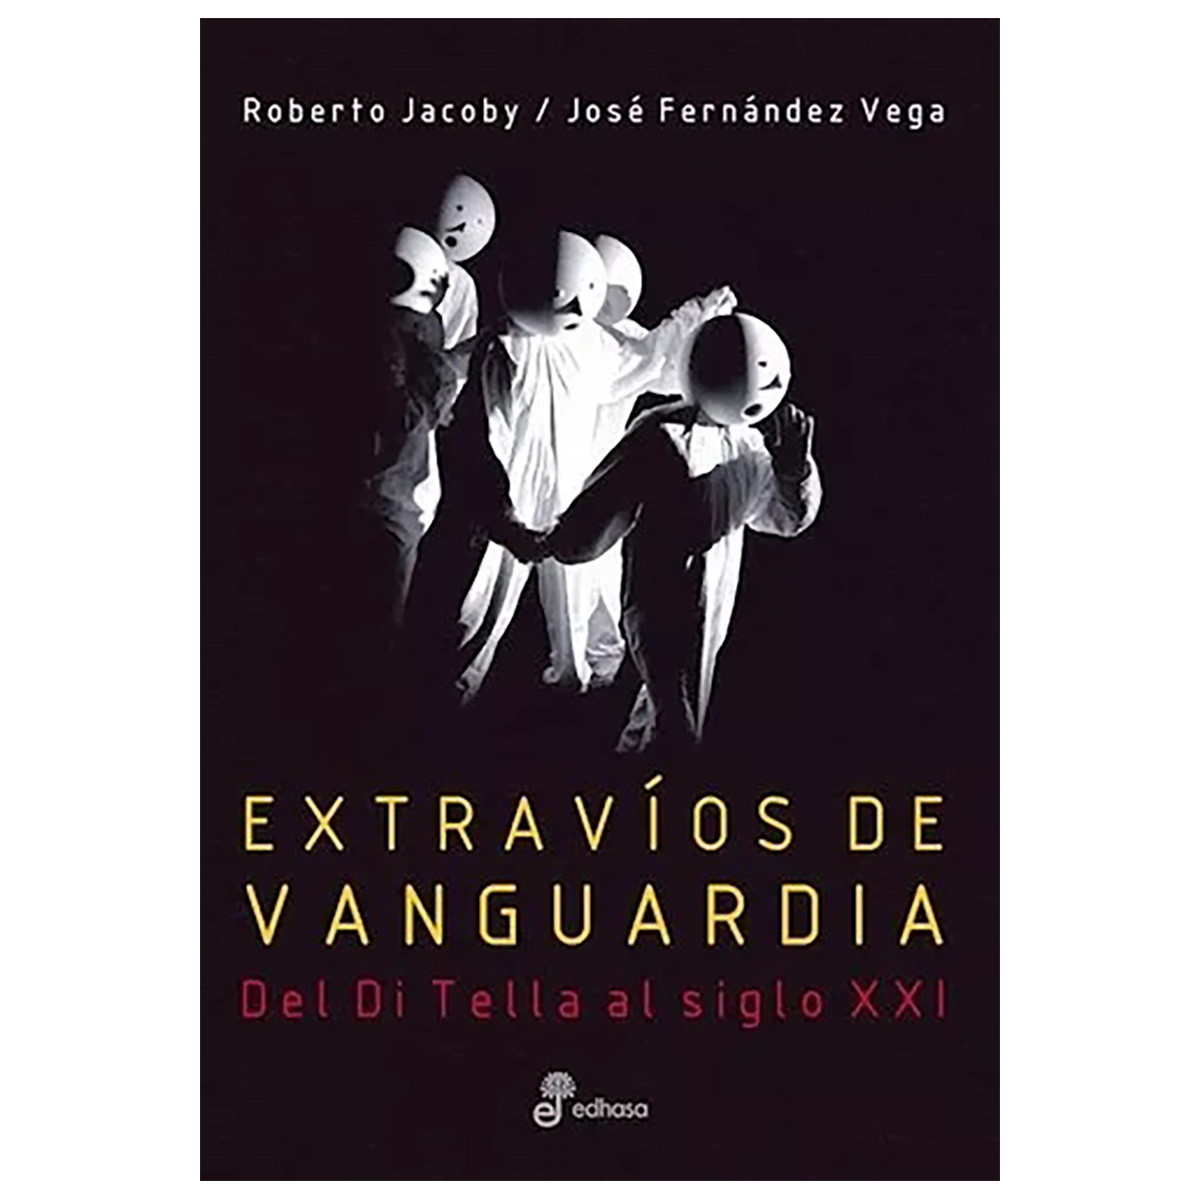 Roberto Jacoby / José Fernández Vega
EXTRAVÍOS DE
VANGUARDIA
Del Di Tella al siglo XXI
edhasa